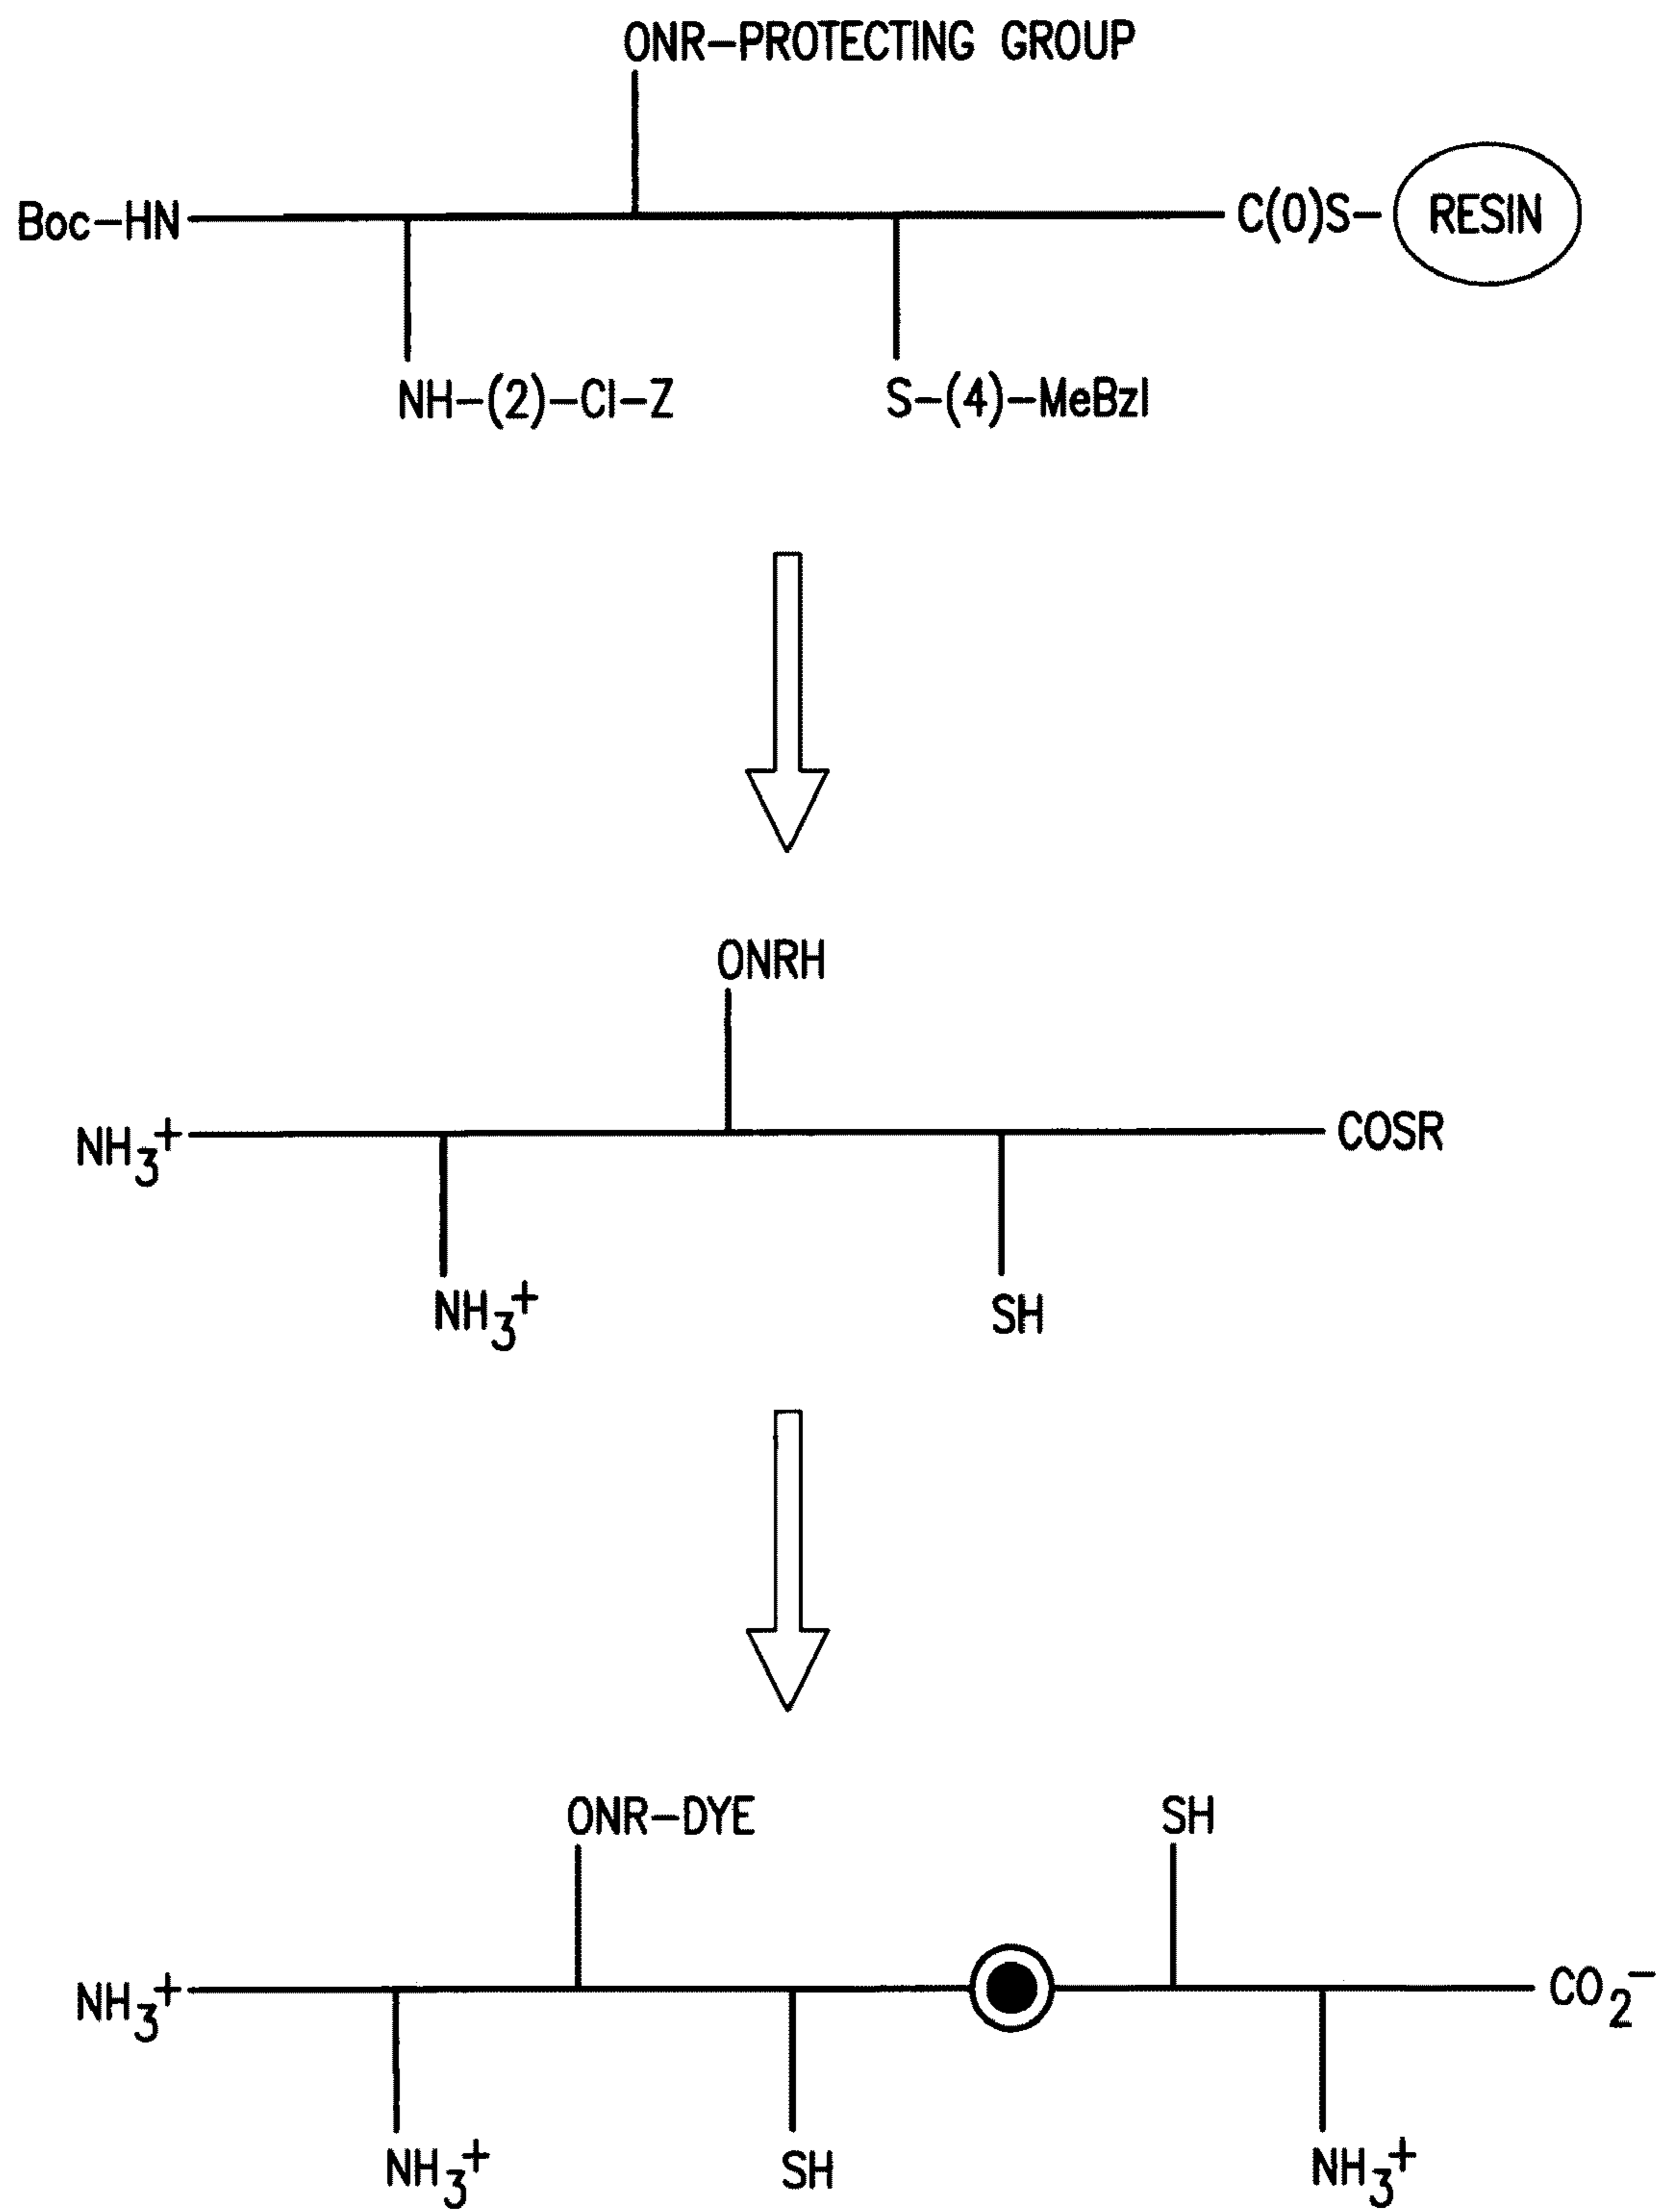 ONR-PROTECTING GROUP
Boc-HN C(O)S- RESIN
NH-(2)-Cl-Z S-(4)-MeBzl
ONRH
NH3+ COSR
NH3+ SH
ONR-DYE SH
NH3+ CO2-
NH3+ SH NH3+